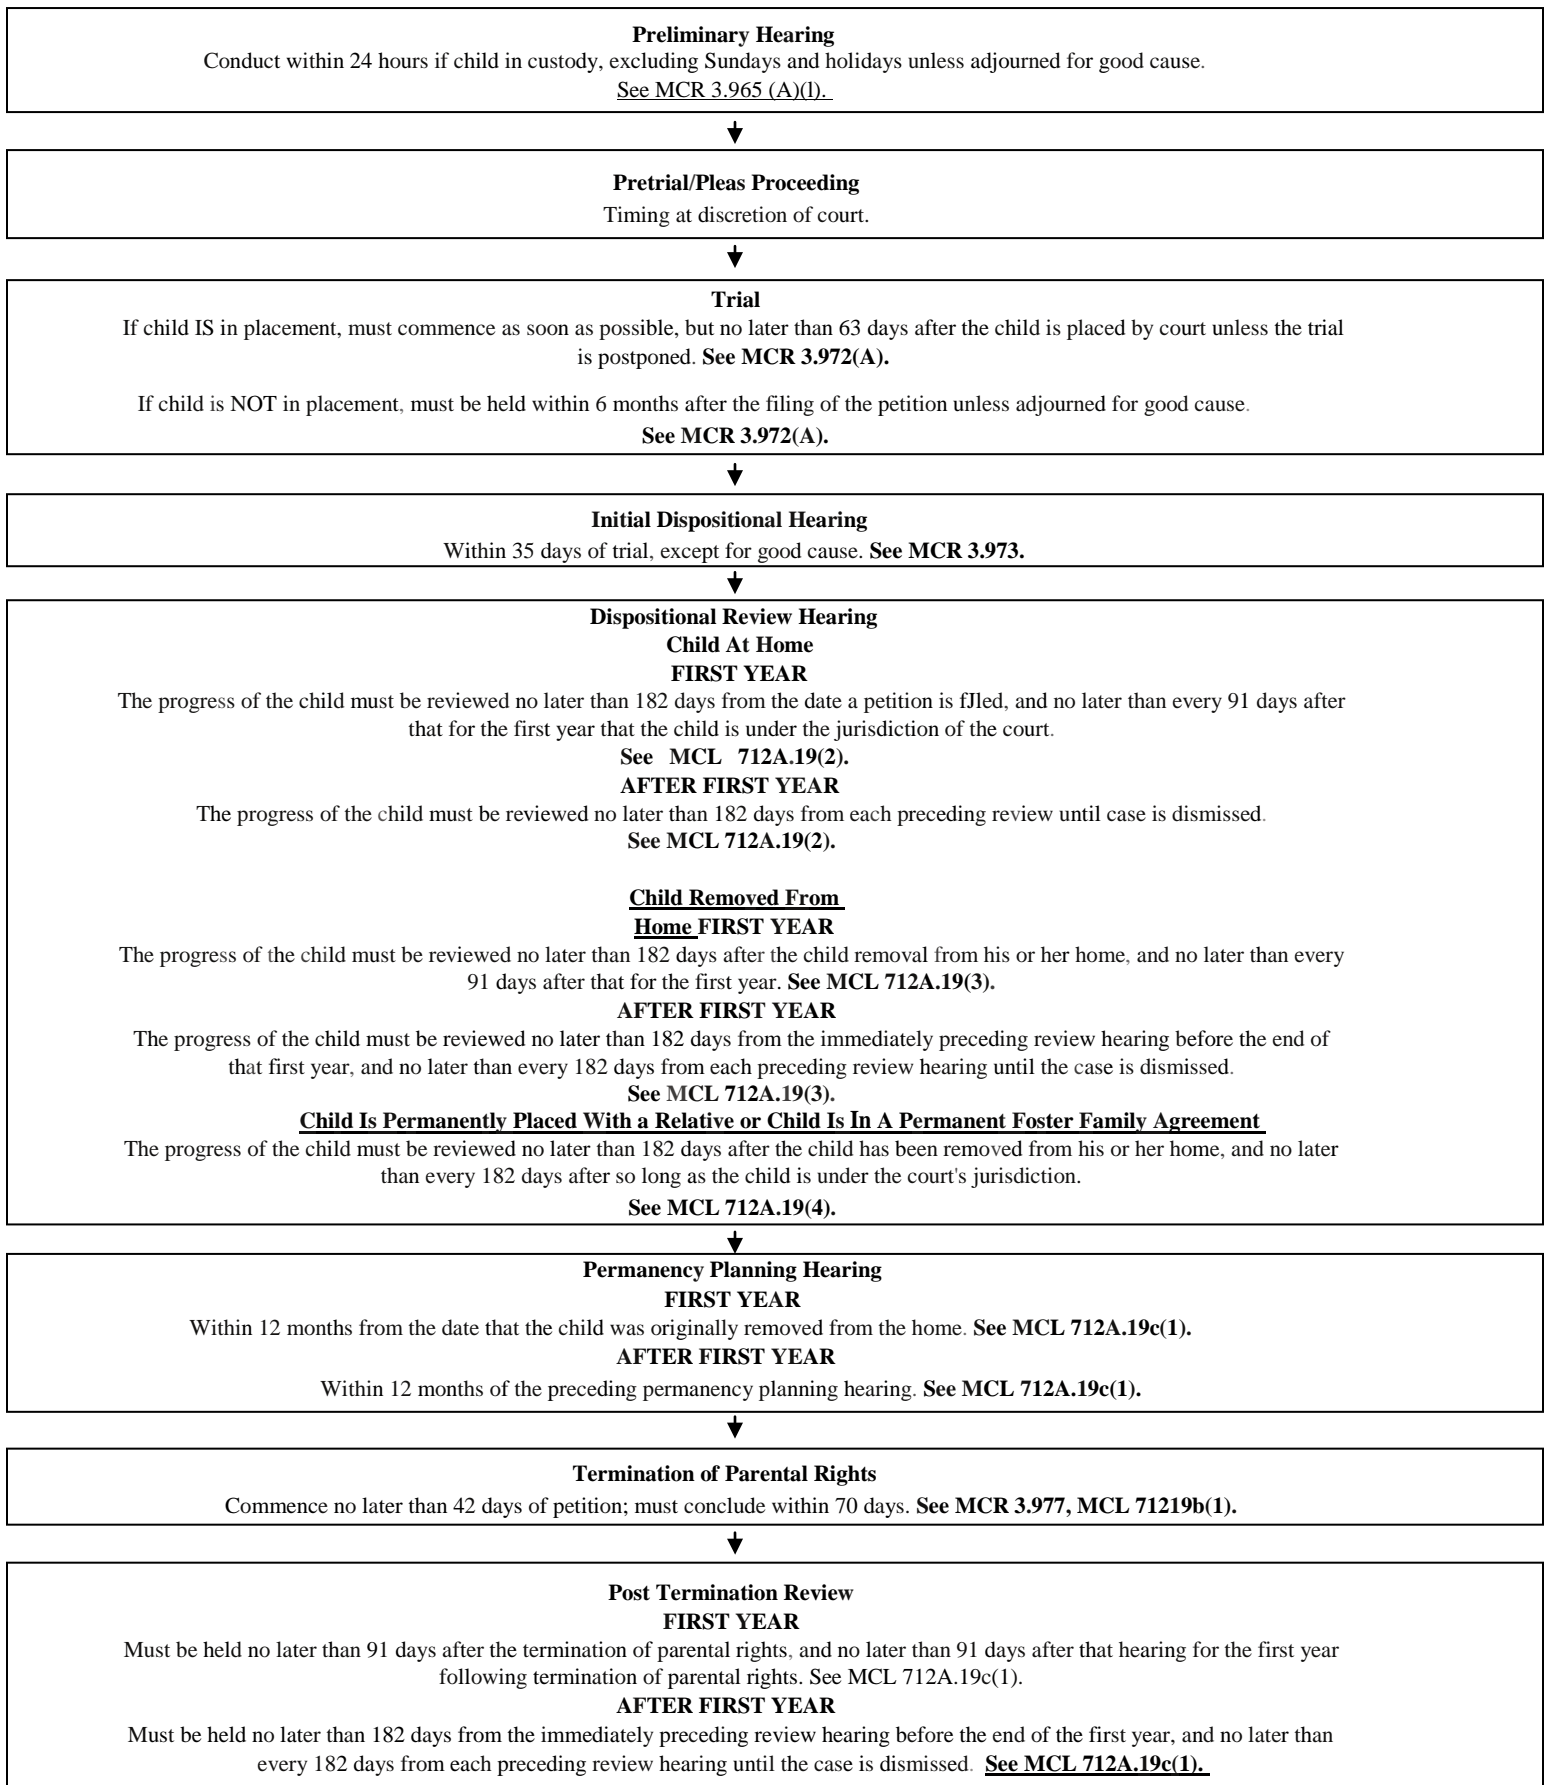 Preliminary Hearing
Conduct within 24 hours if child in custody, excluding Sundays and holidays unless adjourned for good cause.
See MCR 3.965 (A)(l).
Pretrial/Pleas Proceeding
Timing at discretion of court.
Trial
If child IS in placement, must commence as soon as possible, but no later than 63 days after the child is placed by court unless the trial
is postponed. See MCR 3.972(A).
If child is NOT in placement, must be held within 6 months after the filing of the petition unless adjourned for good cause.
See MCR 3.972(A).
Initial Dispositional Hearing
Within 35 days of trial, except for good cause. See MCR 3.973.
Dispositional Review Hearing
Child At Home
FIRST YEAR
The progress of the child must be reviewed no later than 182 days from the date a petition is fJled, and no later than every 91 days after
that for the first year that the child is under the jurisdiction of the court.
See MCL 712A.19(2).
AFTER FIRST YEAR
The progress of the child must be reviewed no later than 182 days from each preceding review until case is dismissed.
See MCL 712A.19(2).
Child Removed From
Home FIRST YEAR
The progress of the child must be reviewed no later than 182 days after the child removal from his or her home, and no later than every
91 days after that for the first year. See MCL 712A.19(3).
AFTER FIRST YEAR
The progress of the child must be reviewed no later than 182 days from the immediately preceding review hearing before the end of
that first year, and no later than every 182 days from each preceding review hearing until the case is dismissed.
See MCL 712A.19(3).
Child Is Permanently Placed With a Relative or Child Is In A Permanent Foster Family Agreement
The progress of the child must be reviewed no later than 182 days after the child has been removed from his or her home, and no later
than every 182 days after so long as the child is under the court's jurisdiction.
See MCL 712A.19(4).
Permanency Planning Hearing
FIRST YEAR
Within 12 months from the date that the child was originally removed from the home. See MCL 712A.19c(1).
AFTER FIRST YEAR
Within 12 months of the preceding permanency planning hearing. See MCL 712A.19c(1).
Termination of Parental Rights
Commence no later than 42 days of petition; must conclude within 70 days. See MCR 3.977, MCL 71219b(1).
Post Termination Review
FIRST YEAR
Must be held no later than 91 days after the termination of parental rights, and no later than 91 days after that hearing for the first year
following termination of parental rights. See MCL 712A.19c(1).
AFTER FIRST YEAR
Must be held no later than 182 days from the immediately preceding review hearing before the end of the first year, and no later than
every 182 days from each preceding review hearing until the case is dismissed. See MCL 712A.19c(1).